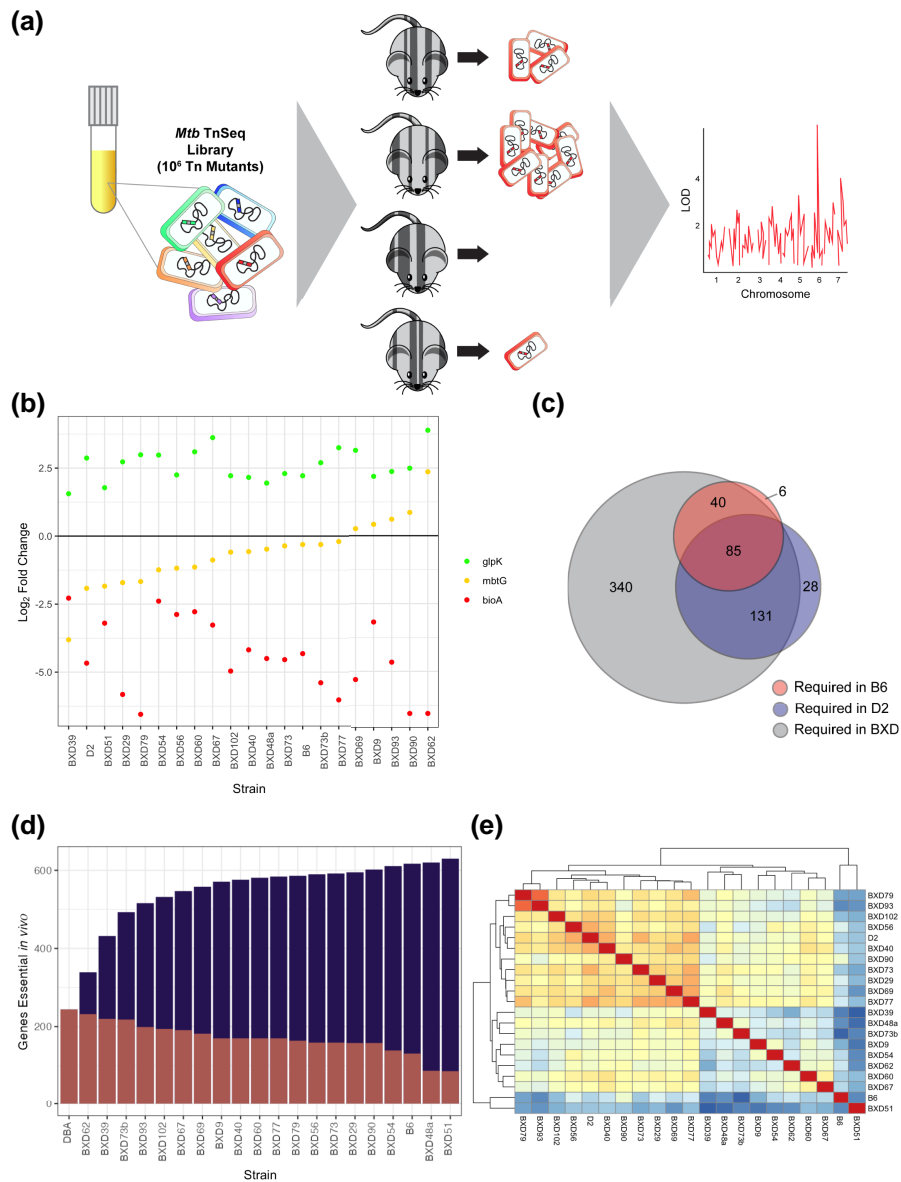 (a)
Mtb TnSeq
Library
(10⁶ Tn Mutants)
LOD
4
2
1 2 3 4 5 6 7
Chromosome
(b)
Log₂ Fold Change
2.5
0.0
-2.5
-5.0
BXD39 D2 BXD51 BXD29 BXD79 BXD54 BXD56 BXD60 BXD67 BXD102 BXD40 BXD48a BXD73 B6 BXD73b BXD77 BXD69 BXD9 BXD93 BXD90 BXD62
Strain
glpK
mbtG
bioA
(c)
40
6
85
340
28
131
Required in B6
Required in D2
Required in BXD
(d)
Genes Essential in vivo
600
400
200
0
DBA BXD62 BXD39 BXD73b BXD93 BXD102 BXD67 BXD69 BXD9 BXD40 BXD60 BXD77 BXD79 BXD56 BXD73 BXD29 BXD90 BXD54 B6 BXD48a BXD51
Strain
(e)
BXD79
BXD93
BXD102
BXD56
D2
BXD40
BXD90
BXD73
BXD29
BXD69
BXD77
BXD39
BXD48a
BXD73b
BXD9
BXD54
BXD62
BXD60
BXD67
B6
BXD51
BXD79 BXD93 BXD102 BXD56 D2 BXD40 BXD90 BXD73 BXD29 BXD69 BXD77 BXD39 BXD48a BXD73b BXD9 BXD54 BXD62 BXD60 BXD67 B6 BXD51